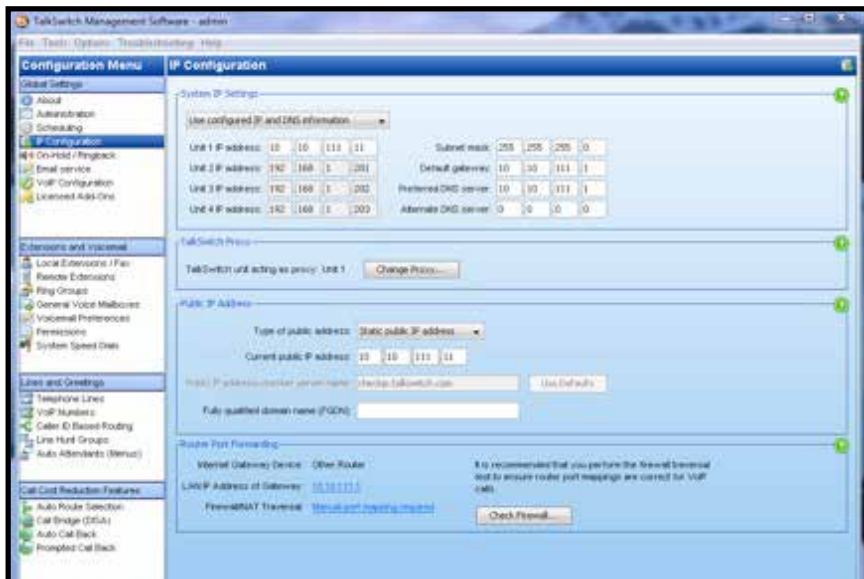 TalkSwitch Management Software - admin
File Tools Options Troubleshooting Help
Configuration Menu
Global Settings
About
Administration
Scheduling
IP Configuration
On-Hold / Ringback
Email service
VoIP Configuration
Licensed Add-Ons
Extensions and Voicemail
Local Extensions / Fax
Remote Extensions
Ring Groups
General Voice Mailboxes
Voicemail Preferences
Permissions
System Speed Dials
Lines and Greetings
Telephone Lines
VoIP Numbers
Caller ID Based Routing
Line Hunt Groups
Auto Attendants (Menus)
Call Cost Reduction Features
Auto Route Selection
Call Bridge (DISA)
Auto Call Back
Prompted Call Back
IP Configuration
System IP Settings
Use configured IP and DNS information
Unit 1 IP address: 10 .10 .111 .11
Unit 2 IP address: 192 .168 .1 .201
Unit 3 IP address: 192 .168 .1 .202
Unit 4 IP address: 192 .168 .1 .203
Subnet mask: 255 .255 .255 .0
Default gateway: 10 .10 .111 .1
Preferred DNS server: 10 .10 .111 .1
Alternate DNS server: 0 .0 .0 .0
TalkSwitch Proxy
TalkSwitch unit acting as proxy: Unit 1 Change Proxy...
Public IP Address
Type of public address: Static public IP address
Current public IP address: 10 .10 .111 .11
Public IP address checker server name: checkip.talkswitch.com Use Defaults
Fully qualified domain name (FQDN):
Router Port Forwarding
Internet Gateway Device: Other Router
LAN IP Address of Gateway:
Firewall/NAT Traversal: Manual port mapping required
It is recommended that you perform the firewall traversal
test to ensure router port mappings are correct for VoIP
calls.
Check Firewall...